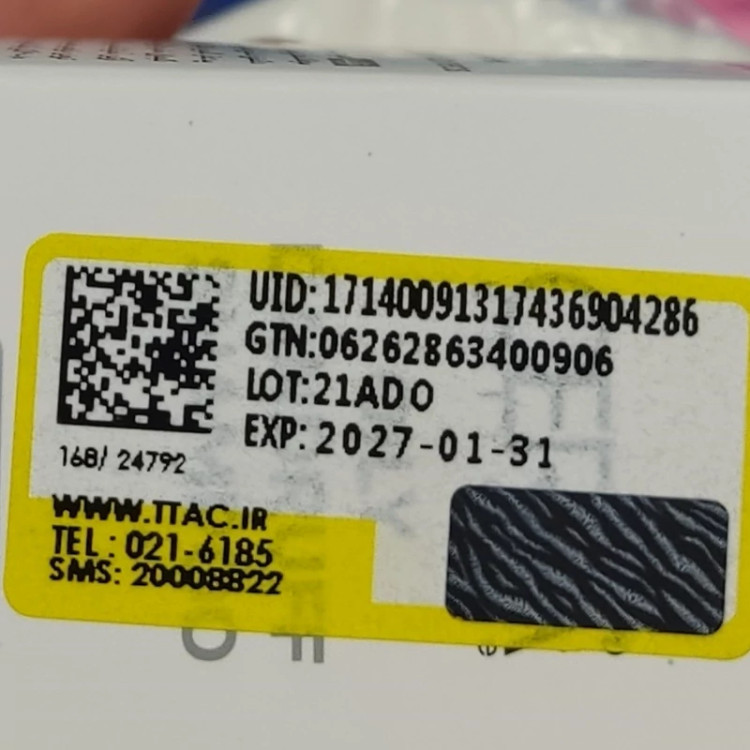 UID:17140091317436904286
GTN:06262863400906
LOT:21ADO
EXP: 2027-01-31
168/ 24792
WWW.TTAC.IR
TEL : 021-6185
SMS: 20008822